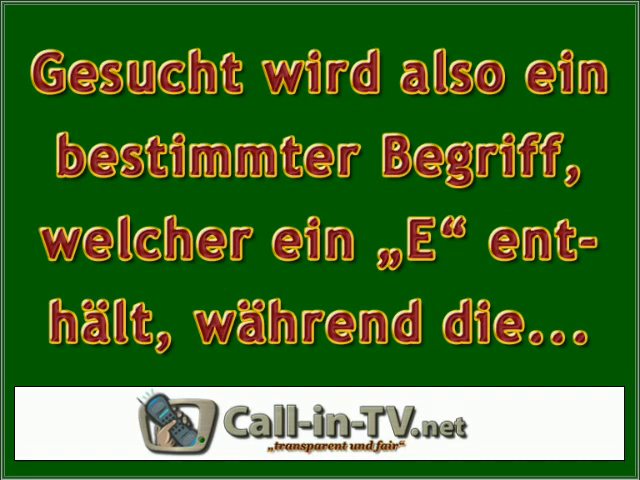 Gesucht wird also ein
bestimmter Begriff,
welcher ein „E“ ent-
hält, während die...
Call-in-TV.net
„transparent und fair“